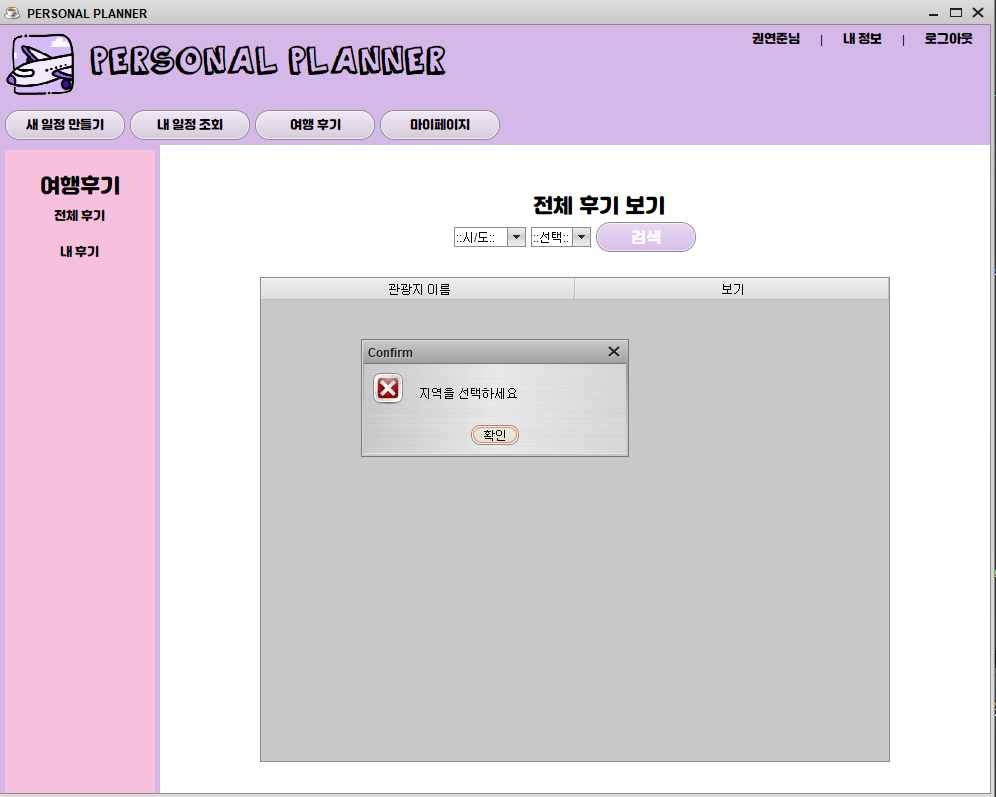 PERSONAL PLANNER
권연준님 | 내 정보 | 로그아웃
PERSONAL PLANNER
새 일정 만들기 내 일정 조회 여행 후기 마이페이지
여행후기
전체 후기
내 후기
전체 후기 보기
::시/도:: ::선택:: 검색
관광지 이름 보기
Confirm
지역을 선택하세요
확인